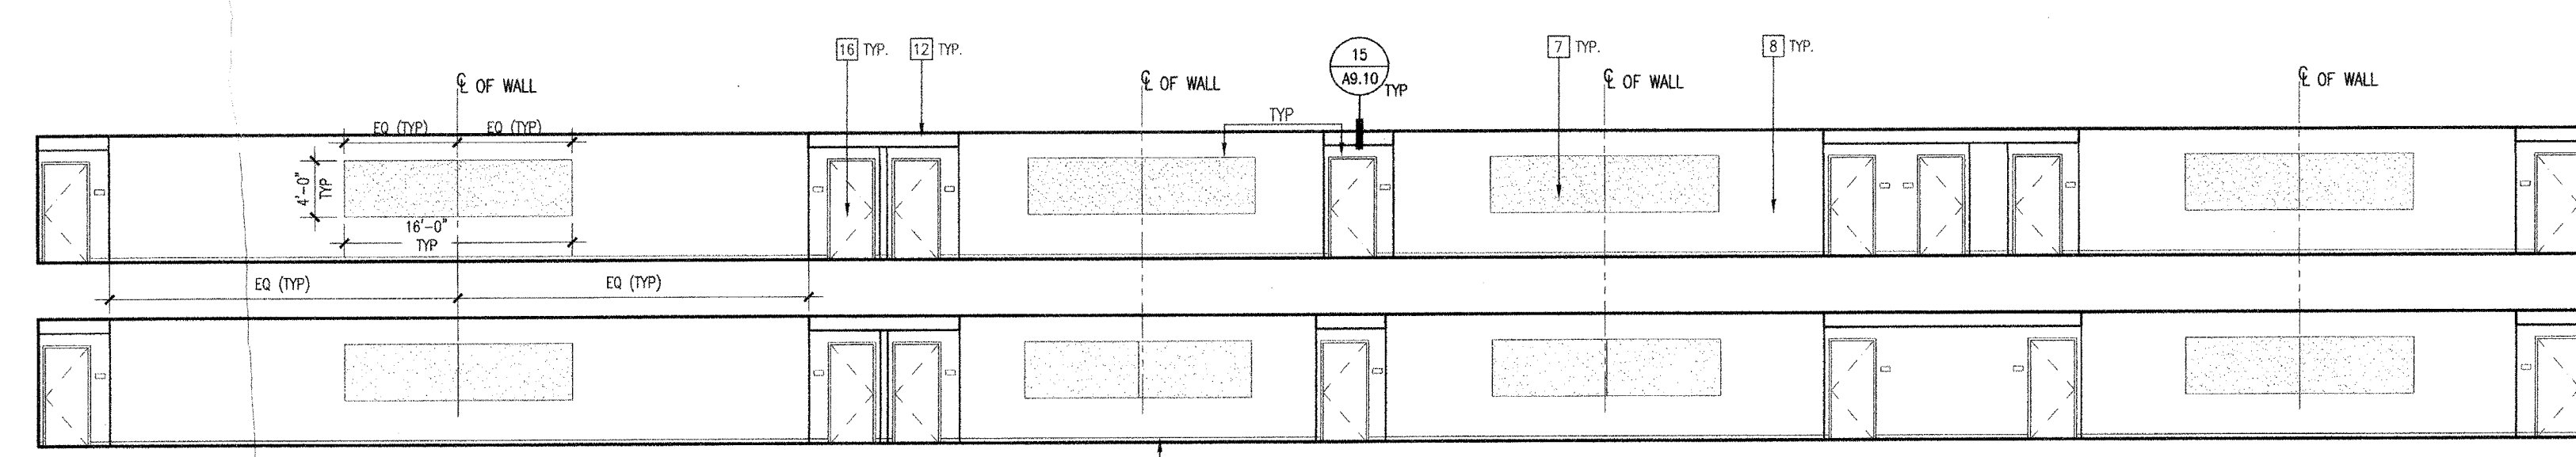 16 TYP.
12 TYP.
15
A9.10
TYP
7 TYP.
8 TYP.
℄ OF WALL
℄ OF WALL
℄ OF WALL
℄ OF WALL
TYP
EQ (TYP)
EQ (TYP)
4'-0"
TYP
16'-0"
TYP
EQ (TYP)
EQ (TYP)